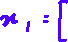 x₁ = [